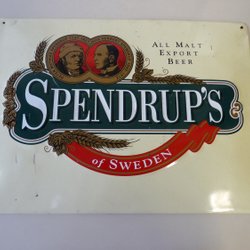 ALL MALT
EXPORT
BEER
SPENDRUP'S
of SWEDEN